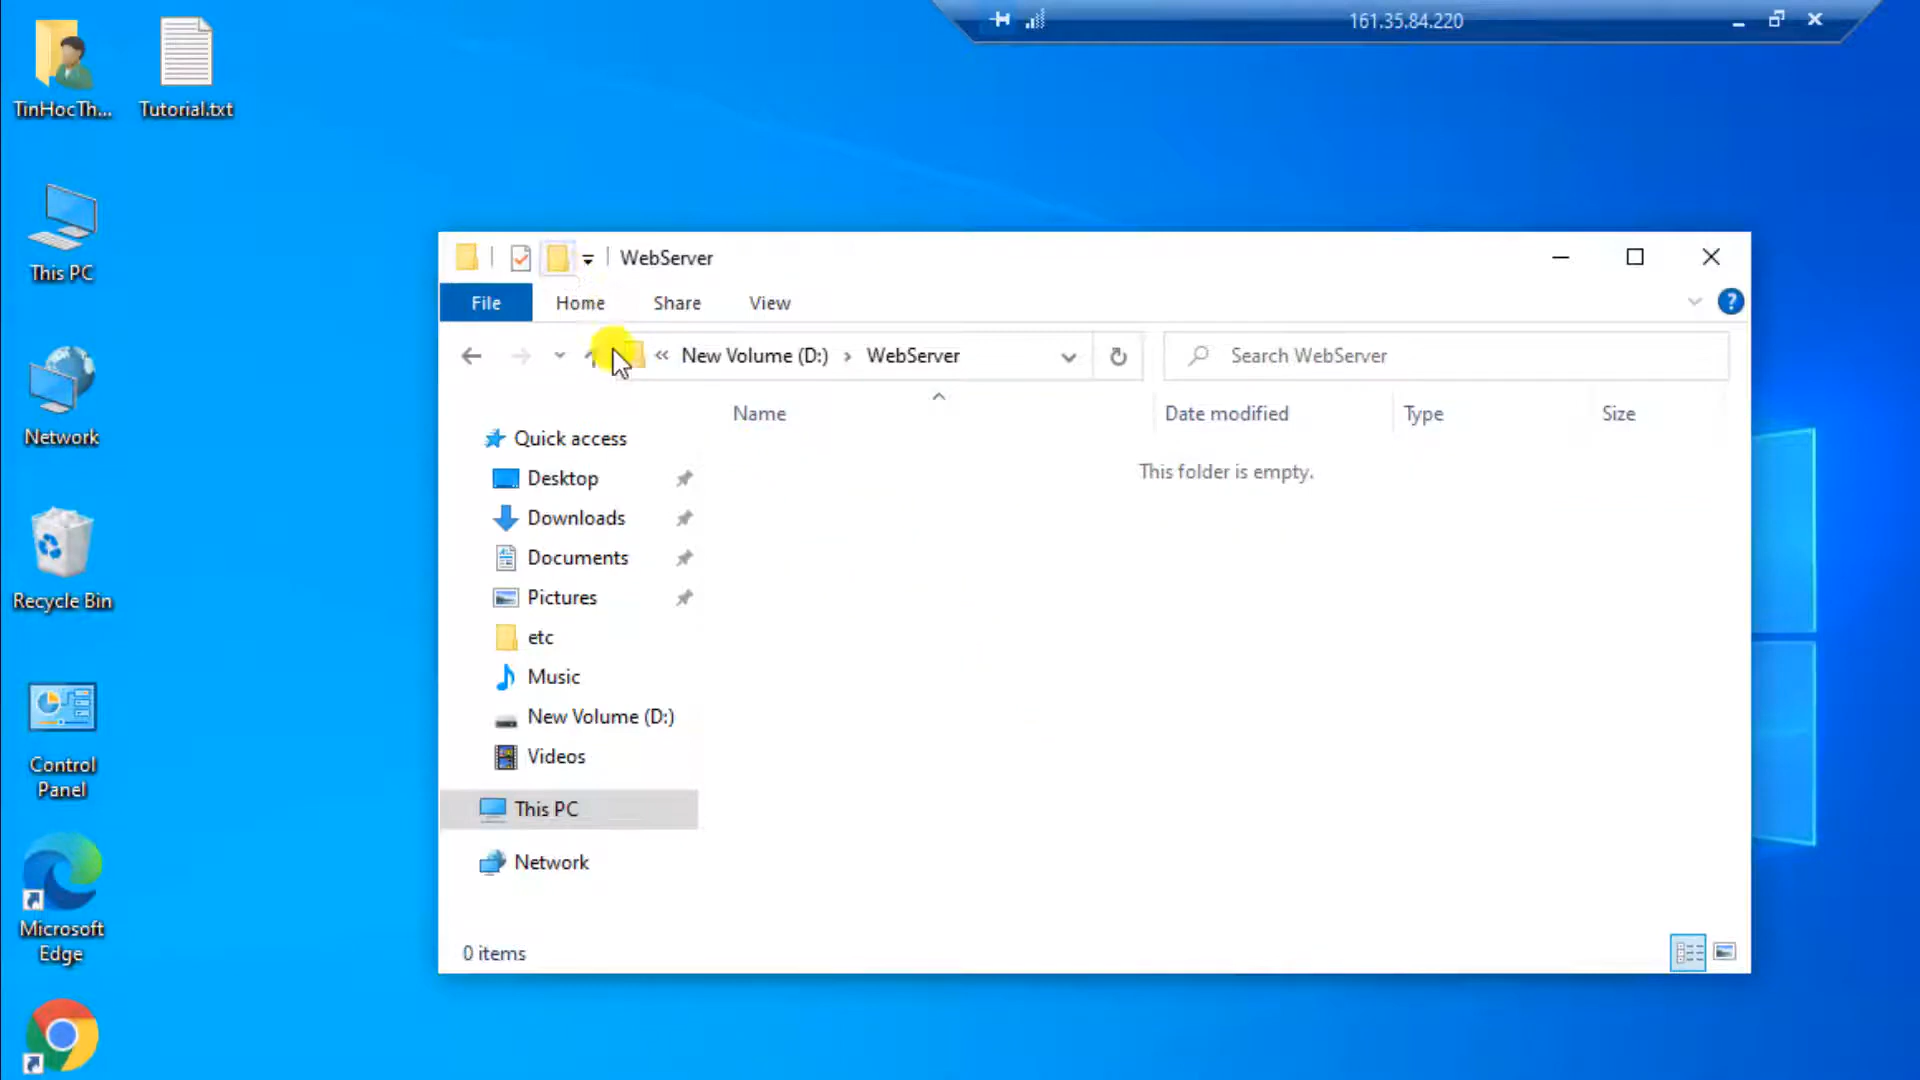 161.35.84.220
TinHocTh...
Tutorial.txt
This PC
Network
Recycle Bin
Control
Panel
Microsoft
Edge
WebServer
File
Home
Share
View
New Volume (D:)
WebServer
Search WebServer
Name
Date modified
Type
Size
This folder is empty.
Quick access
Desktop
Downloads
Documents
Pictures
etc
Music
New Volume (D:)
Videos
This PC
Network
0 items